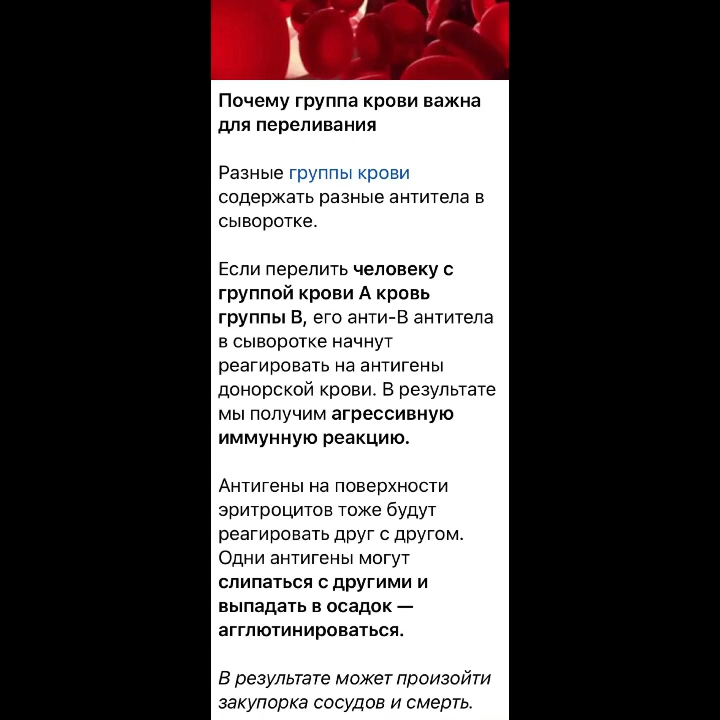 Почему группа крови важна
для переливания
Разные группы крови
содержать разные антитела в
сыворотке.
Если перелить человеку с
группой крови А кровь
группы В, его анти-В антитела
в сыворотке начнут
реагировать на антигены
донорской крови. В результате
мы получим агрессивную
иммунную реакцию.
Антигены на поверхности
эритроцитов тоже будут
реагировать друг с другом.
Одни антигены могут
слипаться с другими и
выпадать в осадок —
агглютинироваться.
В результате может произойти
закупорка сосудов и смерть.